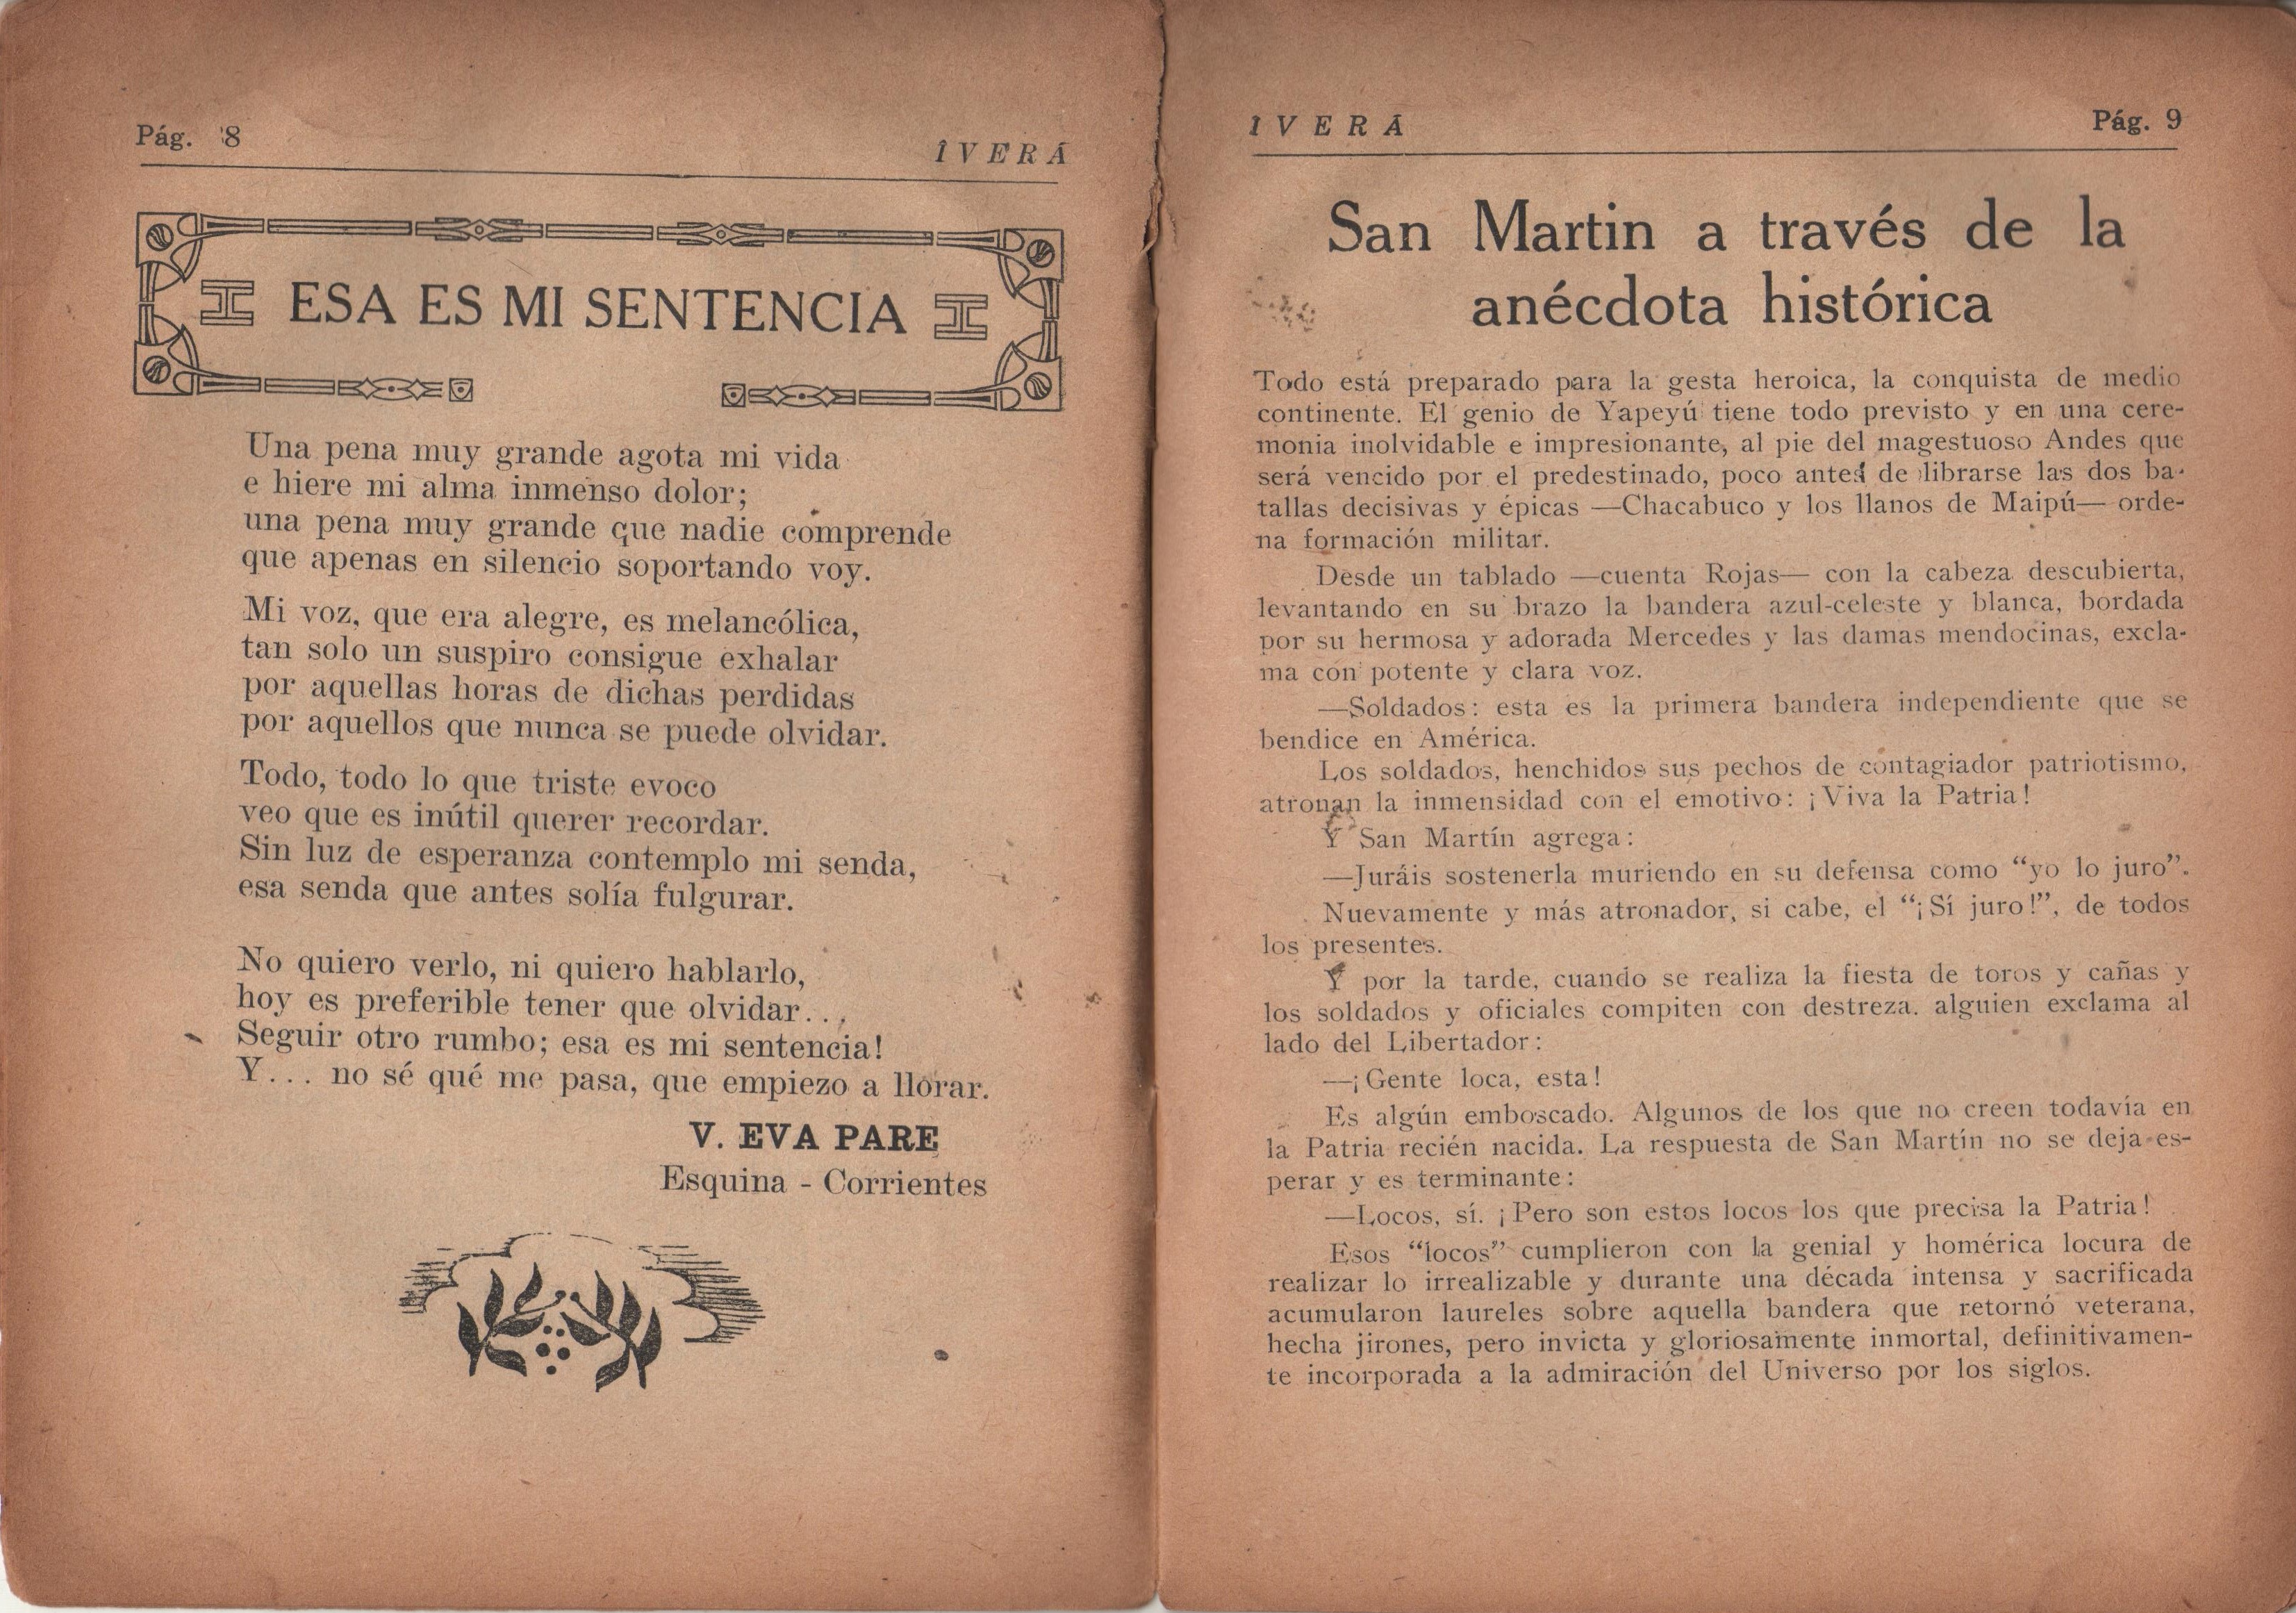 Pág. 8
ÎVERÁ
ESA ES MI SENTENCIA
Una pena muy grande agota mi vida
e hiere mi alma inmenso dolor;
una pena muy grande que nadie comprende
que apenas en silencio soportando voy.
Mi voz, que era alegre, es melancólica,
tan solo un suspiro consigue exhalar
por aquellas horas de dichas perdidas
por aquellos que nunca se puede olvidar.
Todo, todo lo que triste evoco
veo que es inútil querer recordar.
Sin luz de esperanza contemplo mi senda,
esa senda que antes solía fulgurar.
No quiero verlo, ni quiero hablarlo,
hoy es preferible tener que olvidar...
Seguir otro rumbo; esa es mi sentencia!
Y... no sé qué me pasa, que empiezo a llorar.
V. EVA PARE
Esquina - Corrientes
IVERÁ
Pág. 9
San Martin a través de la
anécdota histórica
Todo está preparado para la gesta heroica, la conquista de medio
continente. El genio de Yapeyú tiene todo previsto y en una cere-
monia inolvidable e impresionante, al pie del magestuoso Andes que
será vencido por el predestinado, poco antes de librarse las dos ba-
tallas decisivas y épicas —Chacabuco y los llanos de Maipú— orde-
na formación militar.
Desde un tablado —cuenta Rojas— con la cabeza descubierta,
levantando en su brazo la bandera azul-celeste y blanca, bordada
por su hermosa y adorada Mercedes y las damas mendocinas, excla-
ma con potente y clara voz.
—Soldados: esta es la primera bandera independiente que se
bendice en América.
Los soldados, henchidos sus pechos de contagiador patriotismo,
atronan la inmensidad con el emotivo: ¡Viva la Patria!
Y San Martín agrega:
—Juráis sostenerla muriendo en su defensa como “yo lo juro”.
Nuevamente y más atronador, si cabe, el “¡Sí juro!”, de todos
los presentes.
Y por la tarde, cuando se realiza la fiesta de toros y cañas y
los soldados y oficiales compiten con destreza. alguien exclama al
lado del Libertador:
—¡Gente loca, esta!
Es algún emboscado. Algunos de los que no creen todavía en
la Patria recién nacida. La respuesta de San Martín no se deja es-
perar y es terminante:
—Locos, sí. ¡Pero son estos locos los que precisa la Patria!
Esos “locos” cumplieron con la genial y homérica locura de
realizar lo irrealizable y durante una década intensa y sacrificada
acumularon laureles sobre aquella bandera que retornó veterana,
hecha jirones, pero invicta y gloriosamente inmortal, definitivamen-
te incorporada a la admiración del Universo por los siglos.